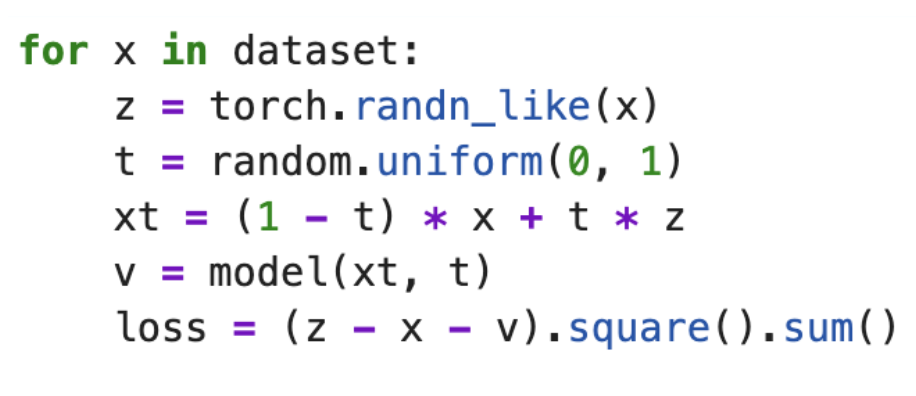 for x in dataset:
    z = torch.randn_like(x)
    t = random.uniform(0, 1)
    xt = (1 - t) * x + t * z
    v = model(xt, t)
    loss = (z - x - v).square().sum()